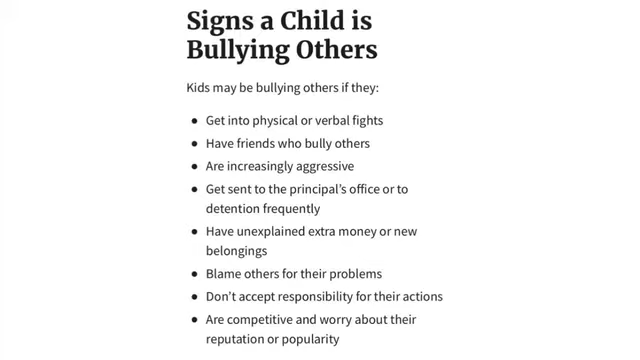 Signs a Child is
Bullying Others
Kids may be bullying others if they:
● Get into physical or verbal fights
● Have friends who bully others
● Are increasingly aggressive
● Get sent to the principal’s office or to
detention frequently
● Have unexplained extra money or new
belongings
● Blame others for their problems
● Don’t accept responsibility for their actions
● Are competitive and worry about their
reputation or popularity